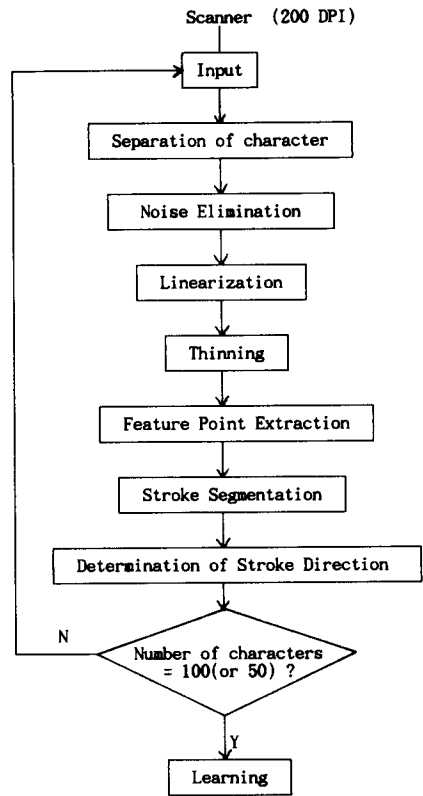 Scanner (200 DPI)
Input
Separation of character
Noise Elimination
Linearization
Thinning
Feature Point Extraction
Stroke Segmentation
Determination of Stroke Direction
N
Number of characters
= 100(or 50) ?
Y
Learning